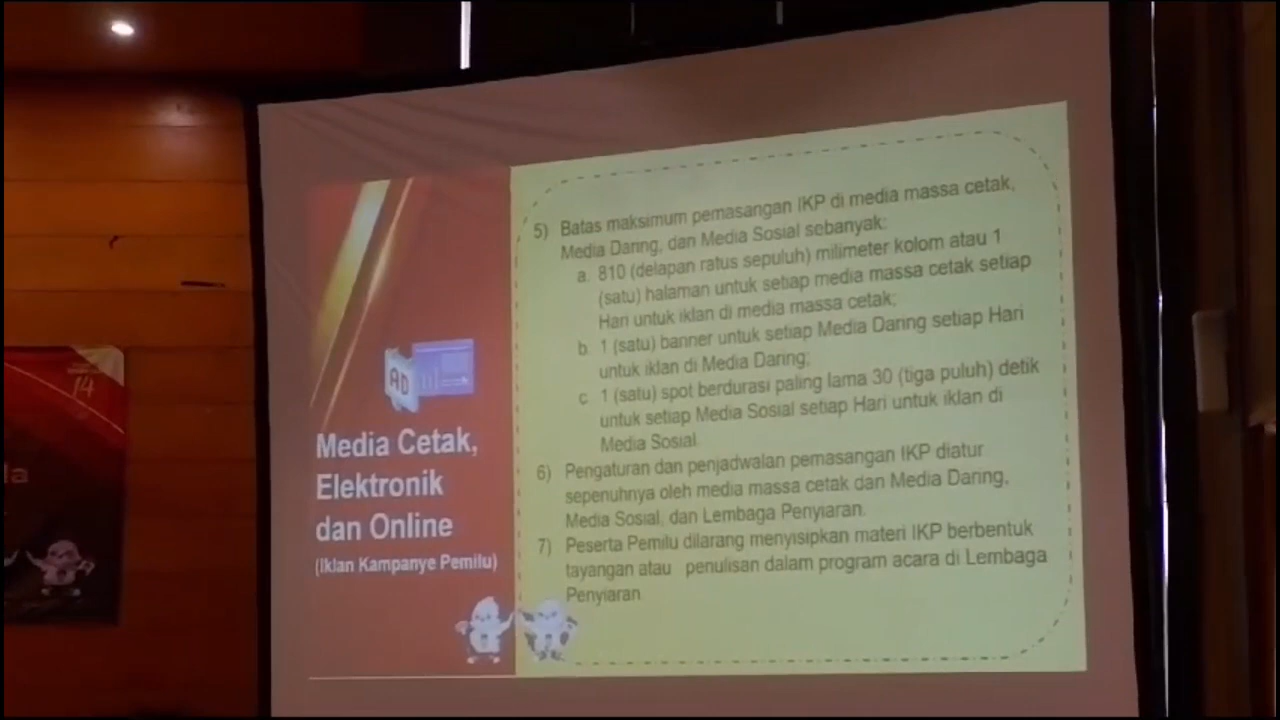 14
la
AD
Media Cetak,
Elektronik
dan Online
(Iklan Kampanye Pemilu)
5) Batas maksimum pemasangan IKP di media massa cetak,
Media Daring, dan Media Sosial sebanyak:
a. 810 (delapan ratus sepuluh) milimeter kolom atau 1
(satu) halaman untuk setiap media massa cetak setiap
Hari untuk iklan di media massa cetak;
b. 1 (satu) banner untuk setiap Media Daring setiap Hari
untuk iklan di Media Daring;
c. 1 (satu) spot berdurasi paling lama 30 (tiga puluh) detik
untuk setiap Media Sosial setiap Hari untuk iklan di
Media Sosial.
6) Pengaturan dan penjadwalan pemasangan IKP diatur
sepenuhnya oleh media massa cetak dan Media Daring,
Media Sosial, dan Lembaga Penyiaran.
7) Peserta Pemilu dilarang menyisipkan materi IKP berbentuk
tayangan atau penulisan dalam program acara di Lembaga
Penyiaran.